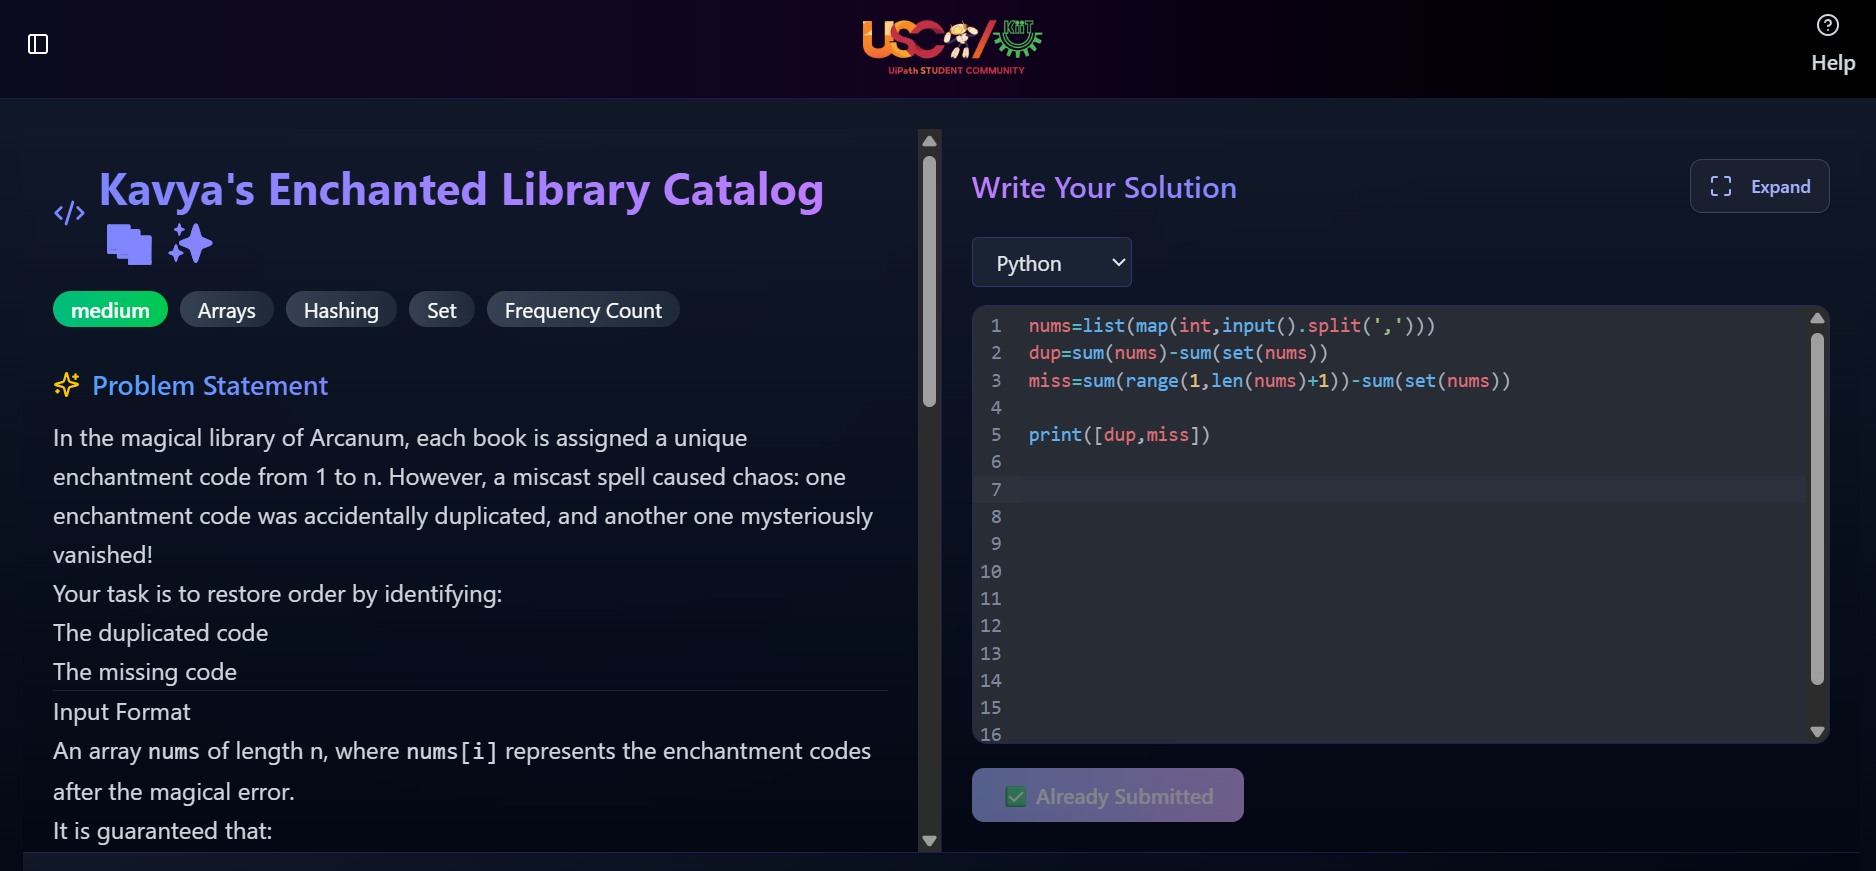 USC/KiiT
UiPath STUDENT COMMUNITY
Help
Kavya's Enchanted Library Catalog
medium
Arrays
Hashing
Set
Frequency Count
Problem Statement
In the magical library of Arcanum, each book is assigned a unique
enchantment code from 1 to n. However, a miscast spell caused chaos: one
enchantment code was accidentally duplicated, and another one mysteriously
vanished!
Your task is to restore order by identifying:
The duplicated code
The missing code
Input Format
An array nums of length n, where nums[i] represents the enchantment codes
after the magical error.
It is guaranteed that:
Write Your Solution
Expand
Python
1 nums=list(map(int,input().split(',')))
2 dup=sum(nums)-sum(set(nums))
3 miss=sum(range(1,len(nums)+1))-sum(set(nums))
4
5 print([dup,miss])
6
7
8
9
10
11
12
13
14
15
16
✅ Already Submitted